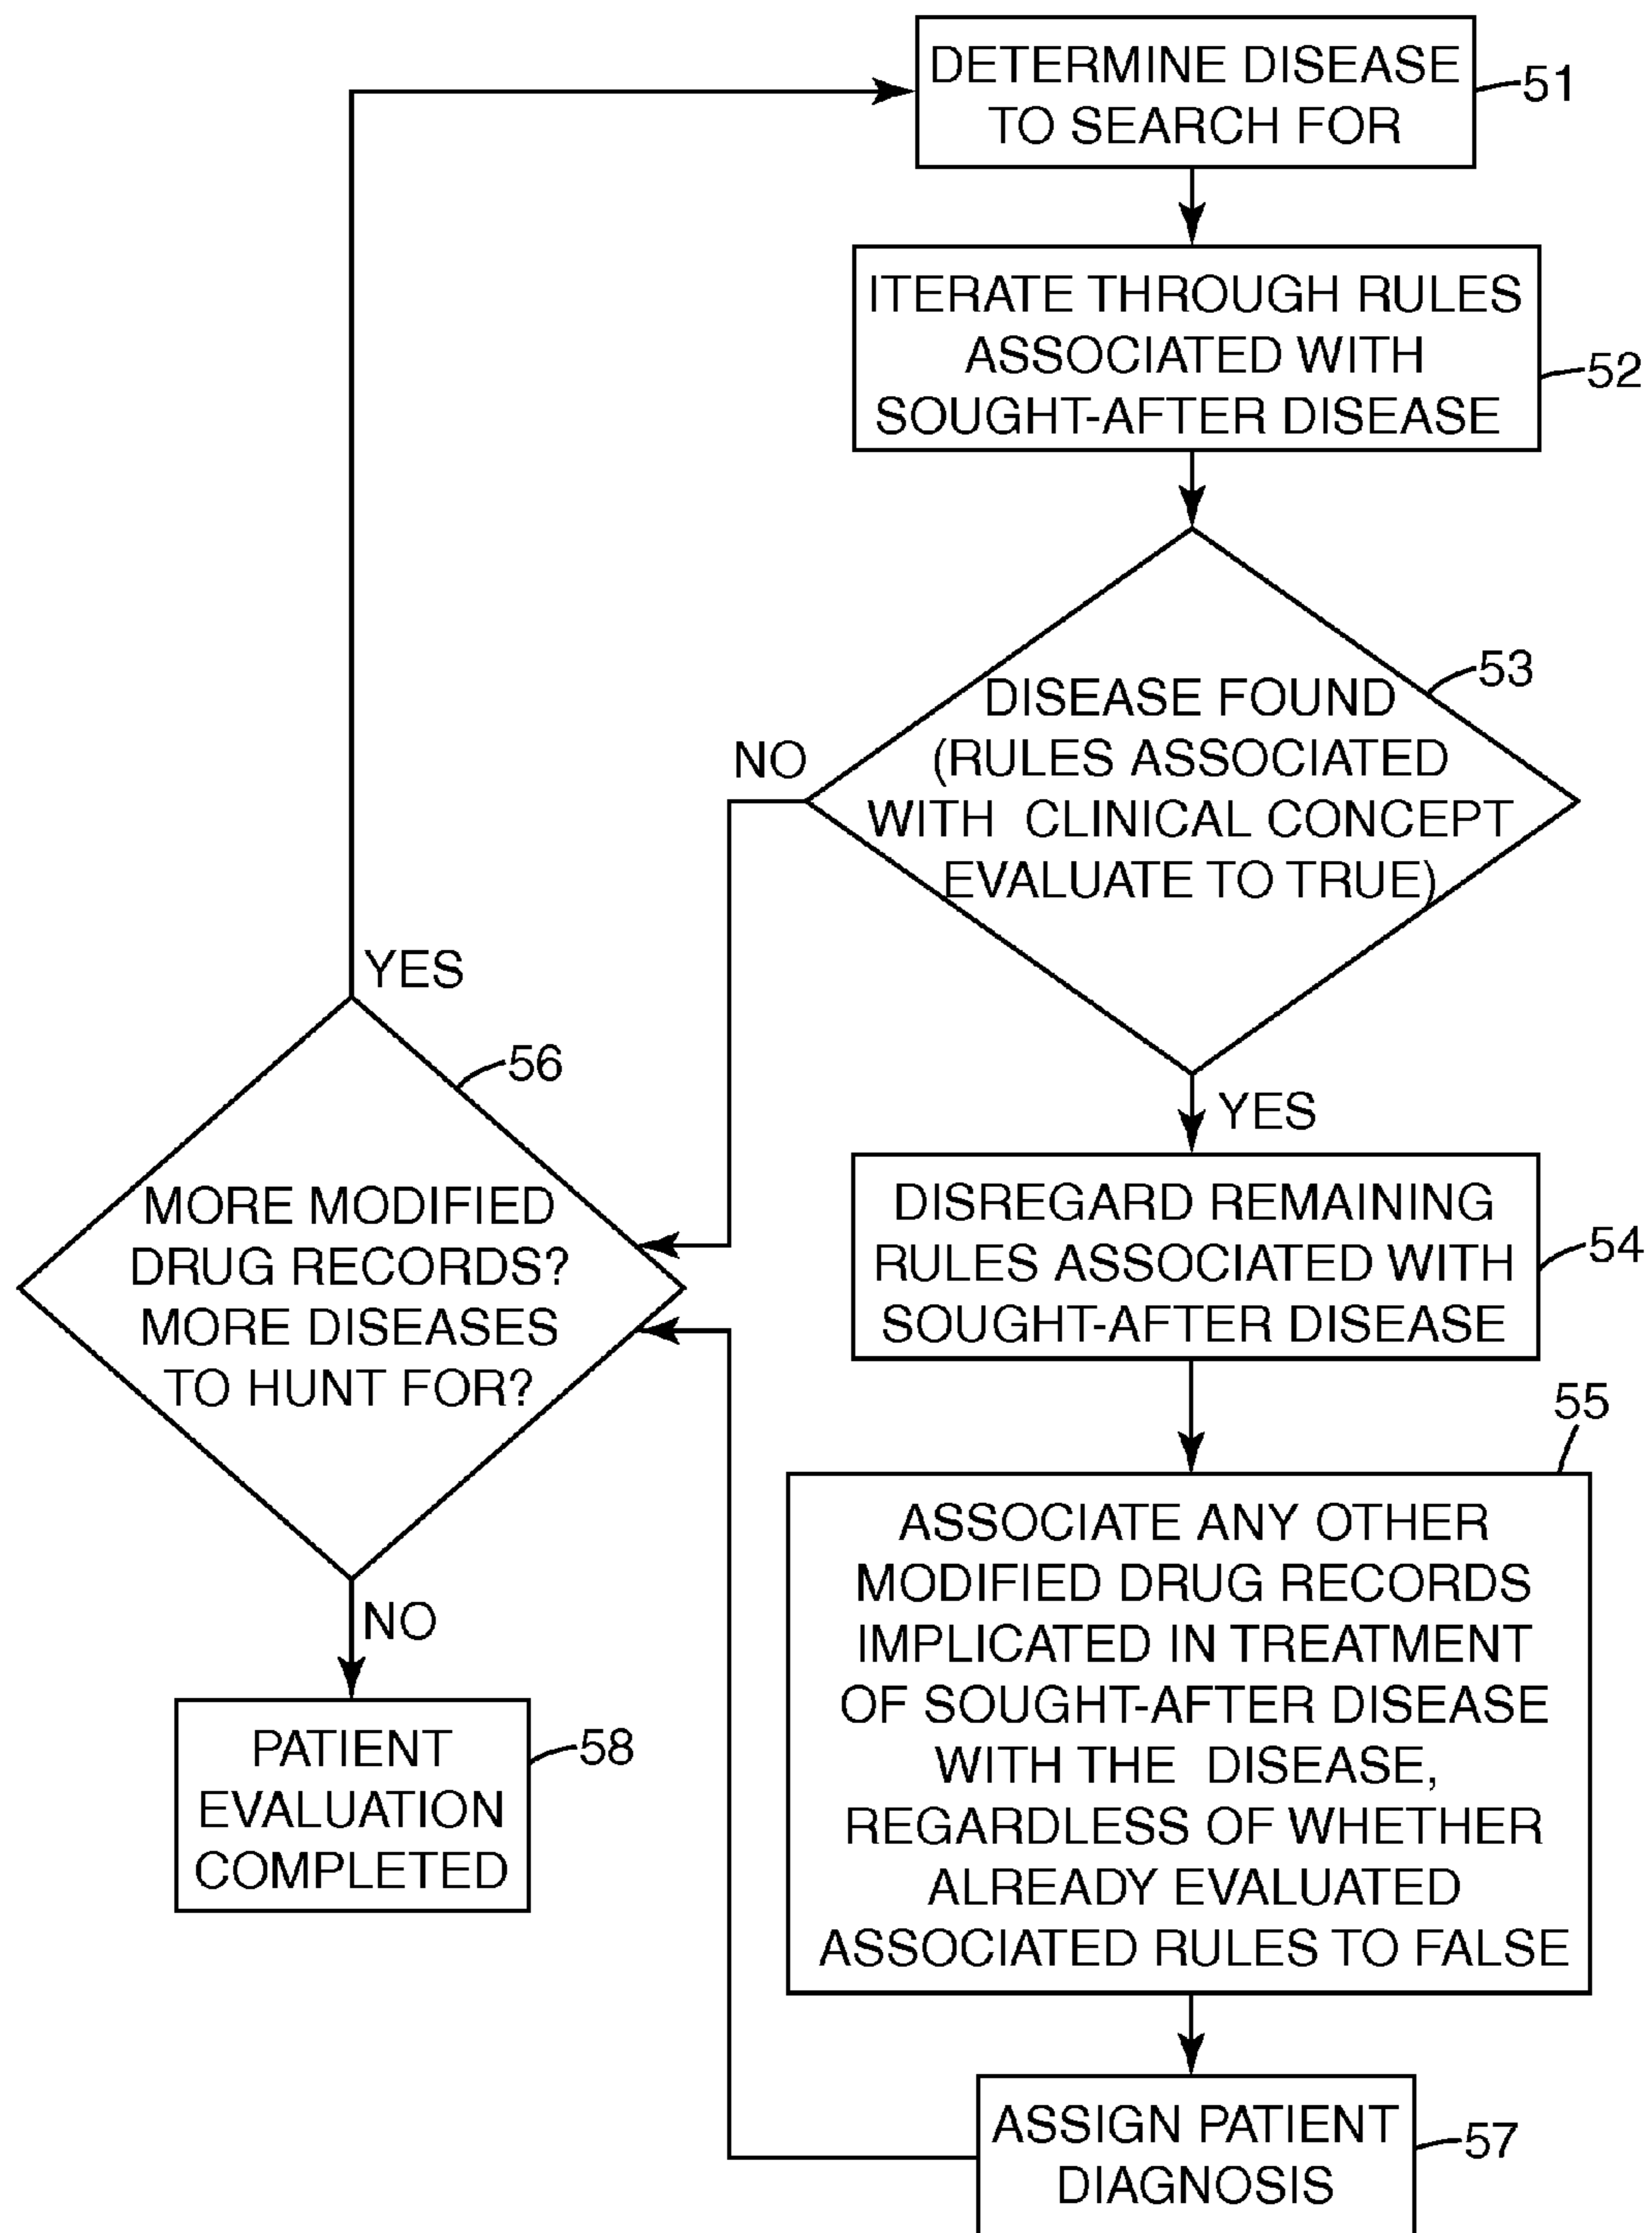 DETERMINE DISEASE
TO SEARCH FOR
51
ITERATE THROUGH RULES
ASSOCIATED WITH
SOUGHT-AFTER DISEASE
52
DISEASE FOUND
(RULES ASSOCIATED
WITH CLINICAL CONCEPT
EVALUATE TO TRUE)
53
NO
YES
YES
56
MORE MODIFIED
DRUG RECORDS?
MORE DISEASES
TO HUNT FOR?
DISREGARD REMAINING
RULES ASSOCIATED WITH
SOUGHT-AFTER DISEASE
54
55
ASSOCIATE ANY OTHER
MODIFIED DRUG RECORDS
IMPLICATED IN TREATMENT
OF SOUGHT-AFTER DISEASE
WITH THE DISEASE,
REGARDLESS OF WHETHER
ALREADY EVALUATED
ASSOCIATED RULES TO FALSE
NO
PATIENT
EVALUATION
COMPLETED
58
ASSIGN PATIENT
DIAGNOSIS
57